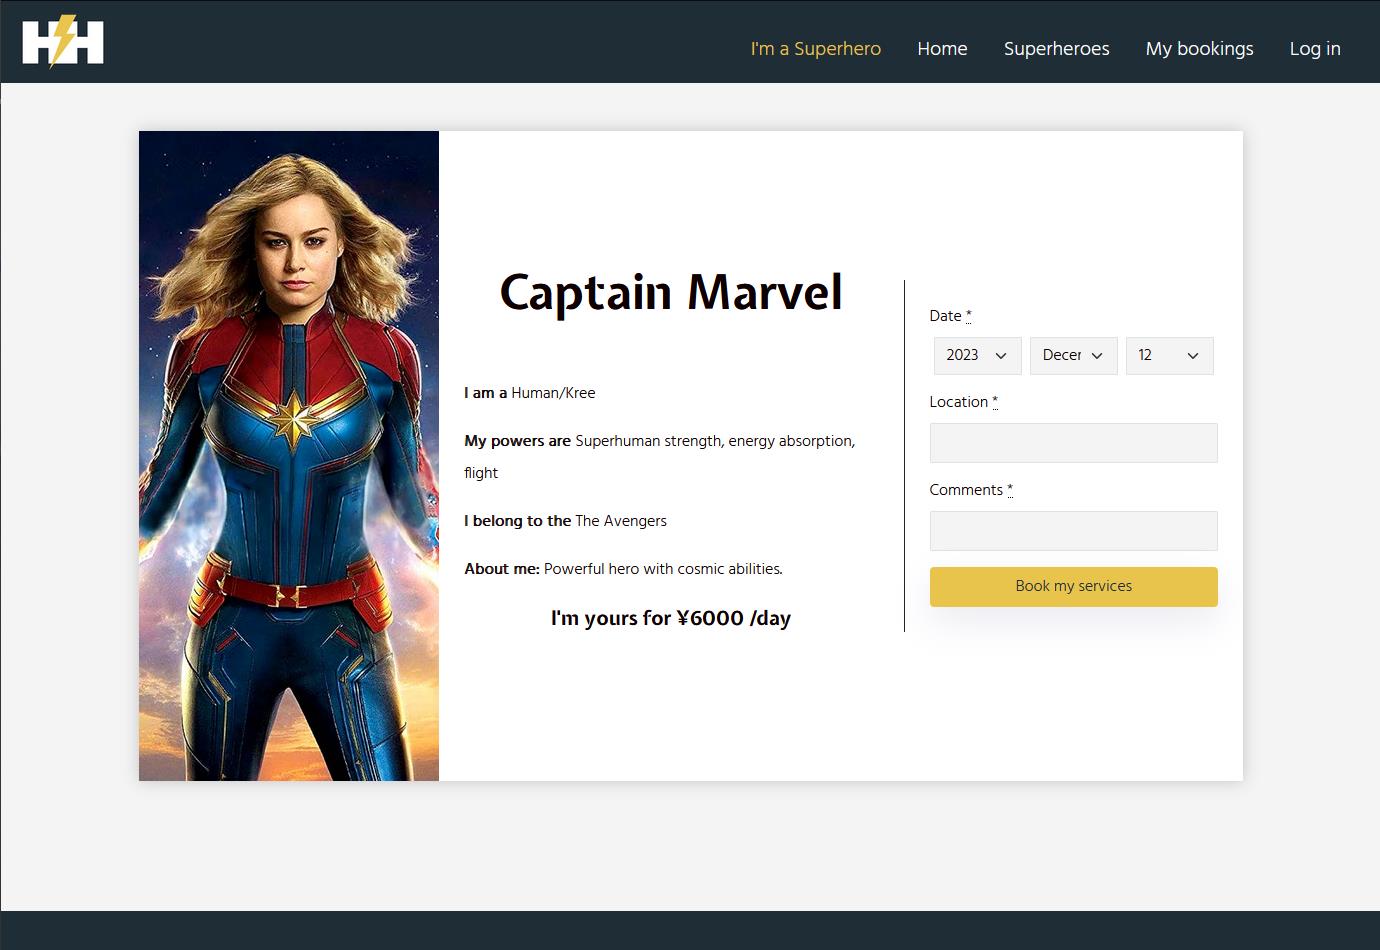 HH
I'm a Superhero
Home
Superheroes
My bookings
Log in
Captain Marvel
I am a Human/Kree
My powers are Superhuman strength, energy absorption,
flight
I belong to the The Avengers
About me: Powerful hero with cosmic abilities.
I'm yours for ¥6000 /day
Date *
2023
Decer
12
Location *
Comments *
Book my services